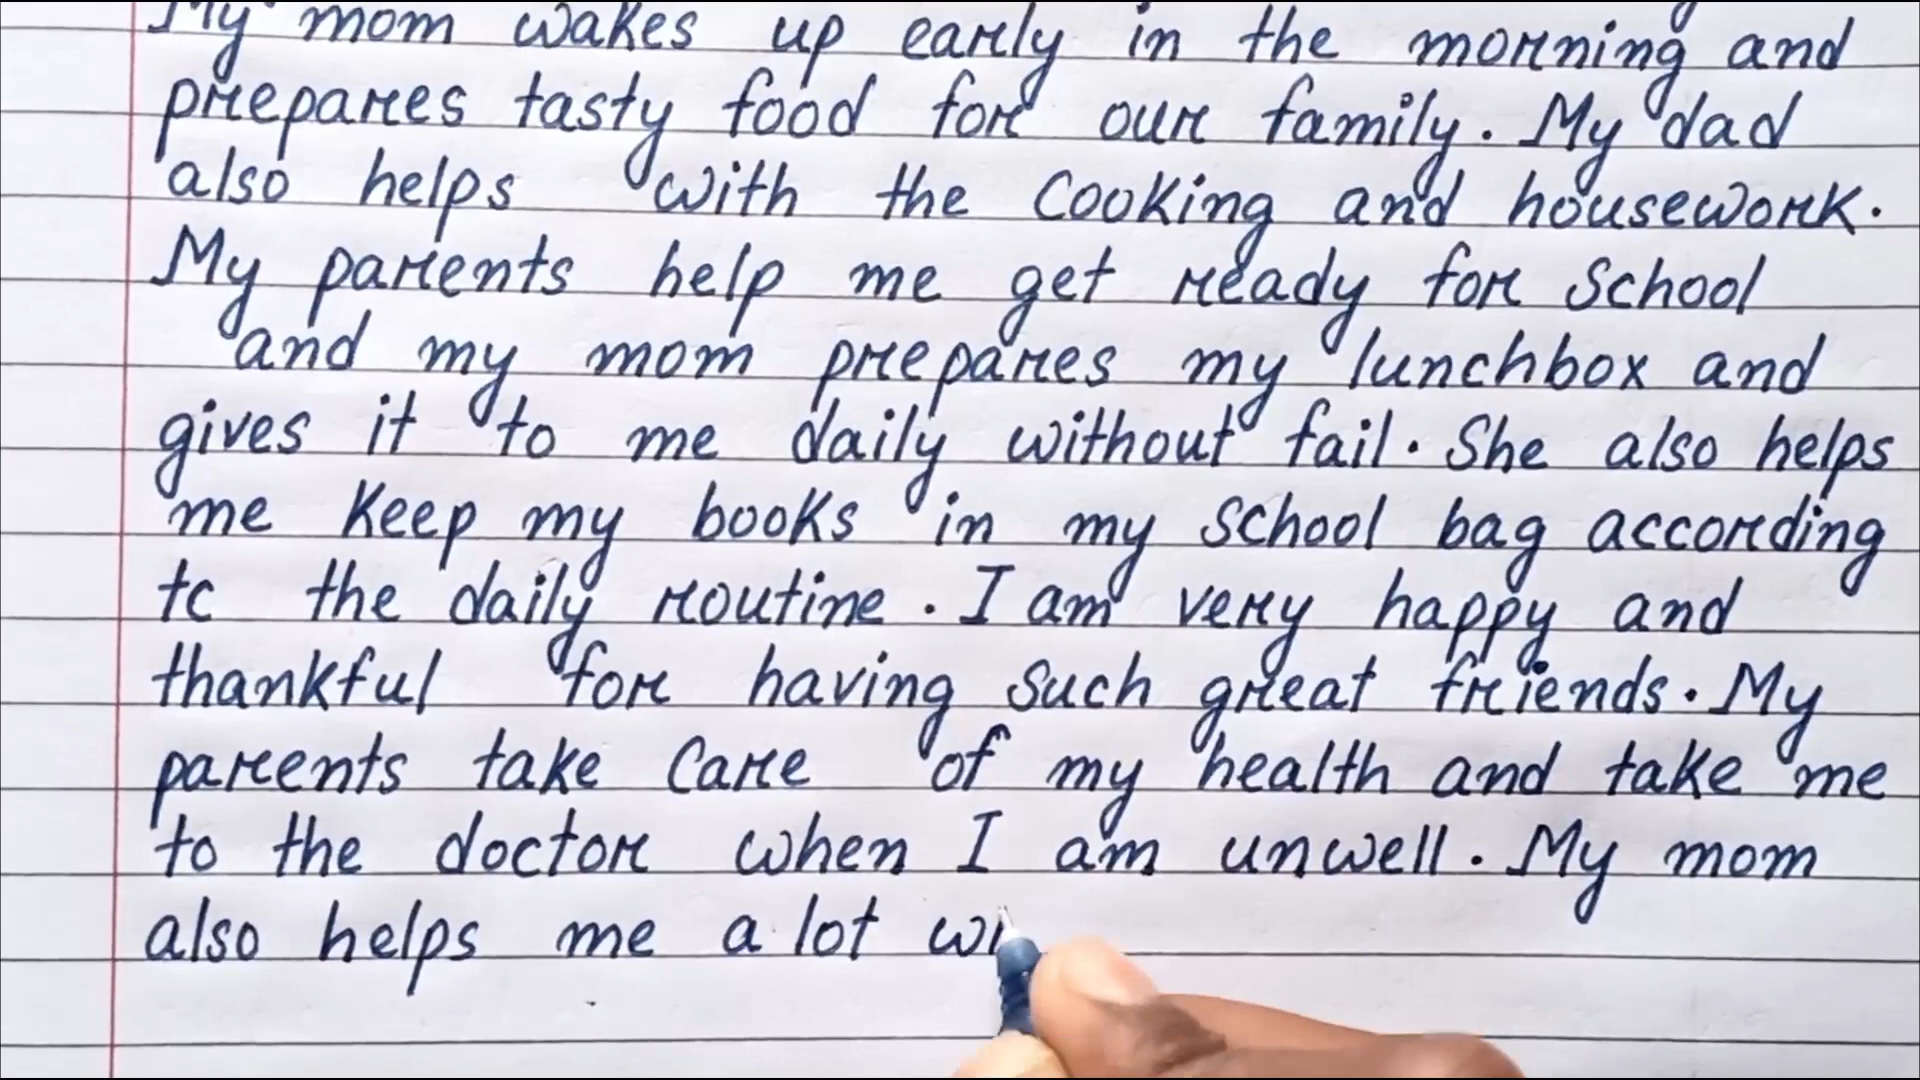 My mom wakes up early in the morning and
prepares tasty food for our family. My dad
also helps with the cooking and housework.
My parents help me get ready for school
and my mom prepares my lunchbox and
gives it to me daily without fail. She also helps
me keep my books in my school bag according
to the daily routine. I am very happy and
thankful for having such great friends. My
parents take care of my health and take me
to the doctor when I am unwell. My mom
also helps me a lot wi